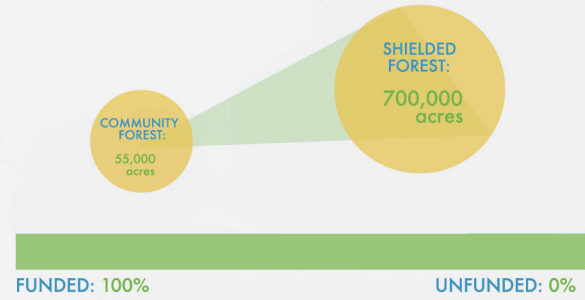 SHIELDED
FOREST:
700,000
acres
COMMUNITY
FOREST:
55,000
acres
FUNDED: 100%
UNFUNDED: 0%